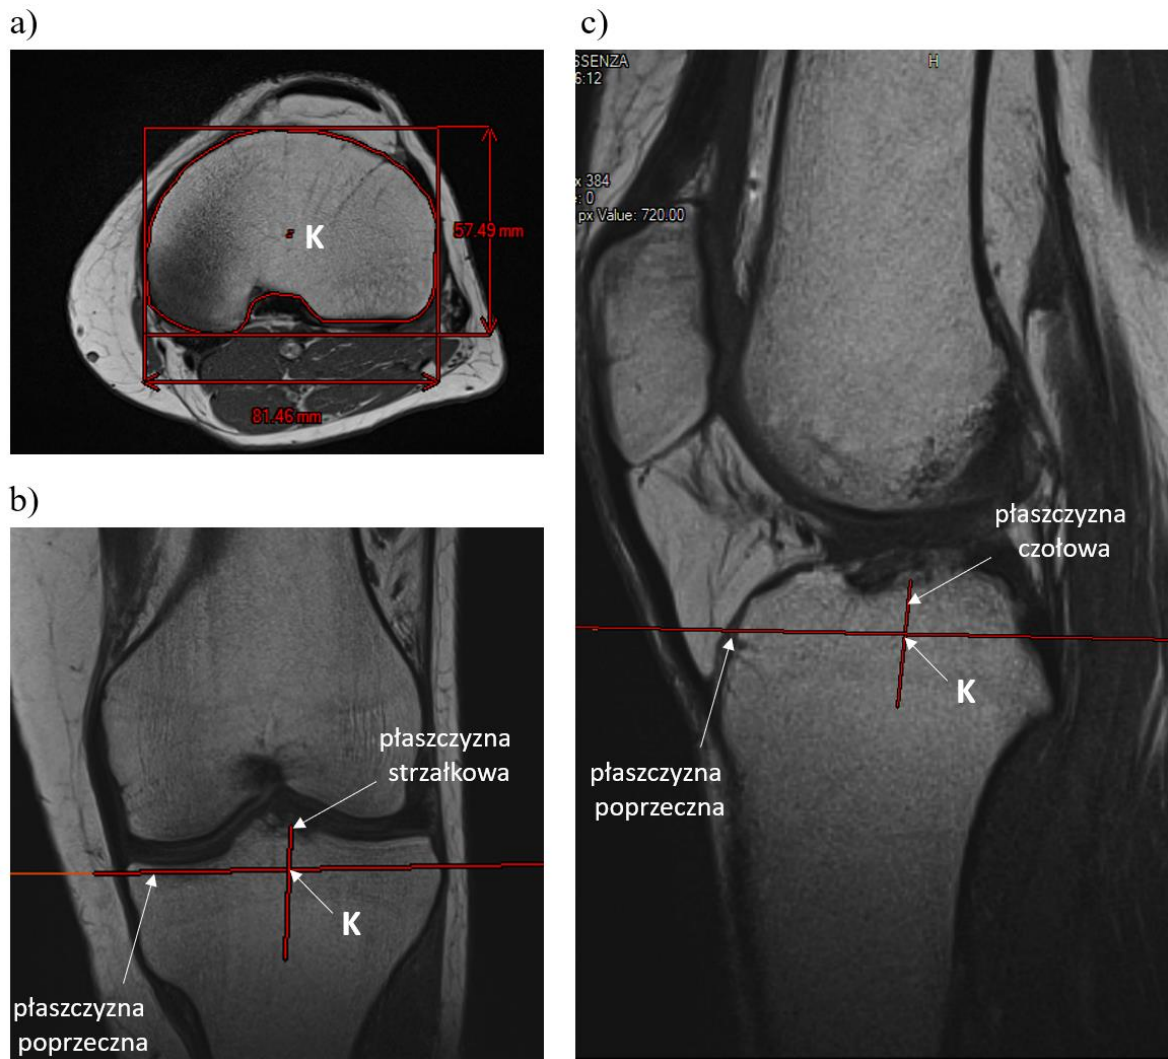 a)
K
57.49 mm
81.46 mm
b)
płaszczyzna
strzałkowa
K
płaszczyzna
poprzeczna
c)
SSENZA
6:12
H
x 384
: 0
px Value: 720.00
płaszczyzna
czołowa
K
płaszczyzna
poprzeczna